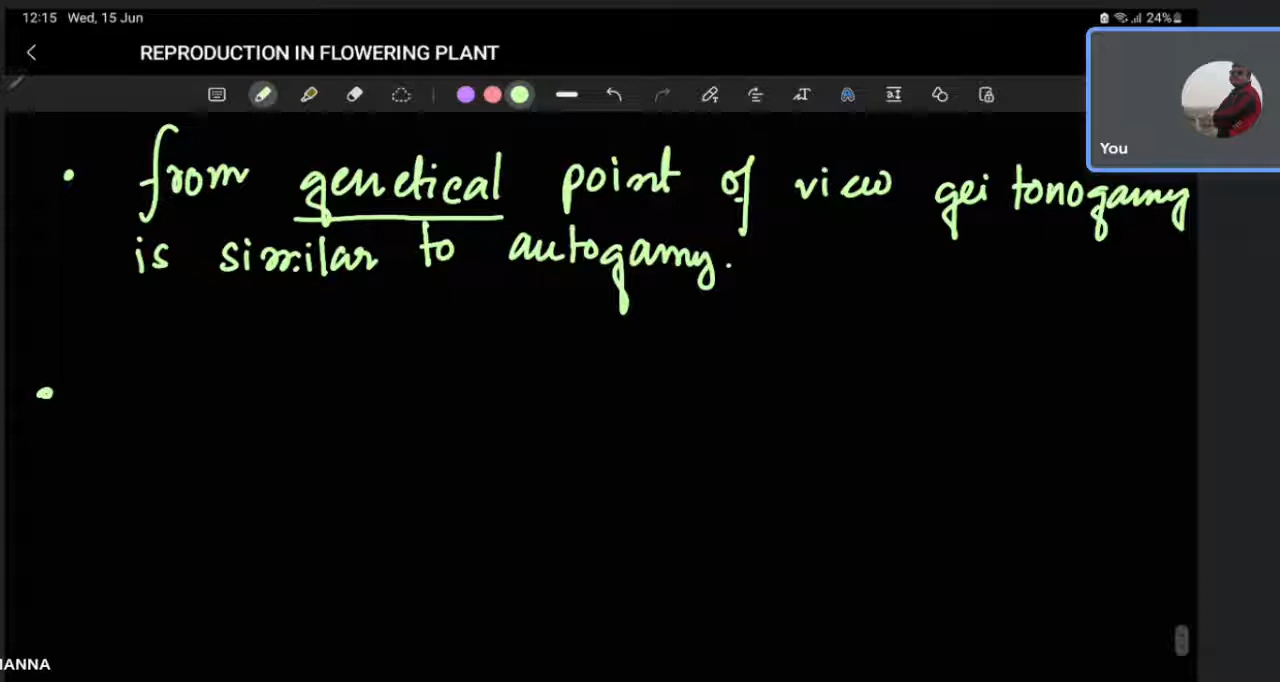 12:15 Wed, 15 Jun
24%
REPRODUCTION IN FLOWERING PLANT
You
• from genetical point of view geitonogamy
is similar to autogamy.
•
IANNA